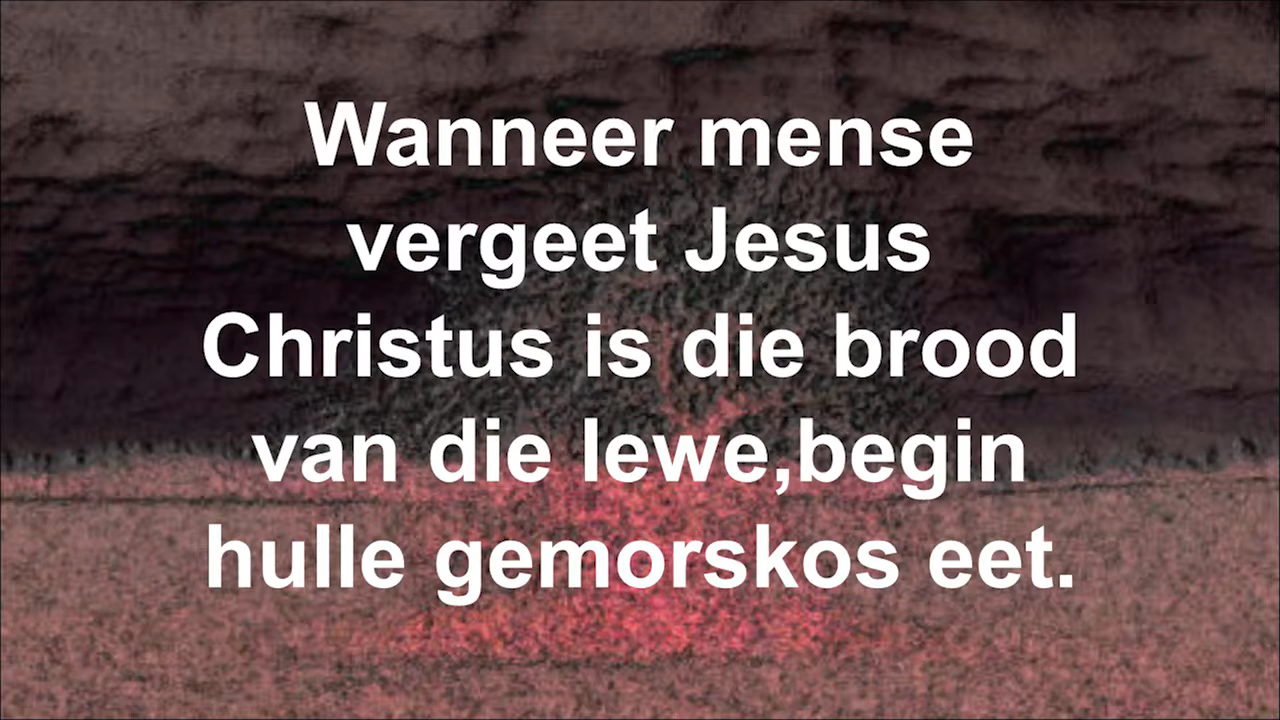 Wanneer mense
vergeet Jesus
Christus is die brood
van die lewe,begin
hulle gemorskos eet.